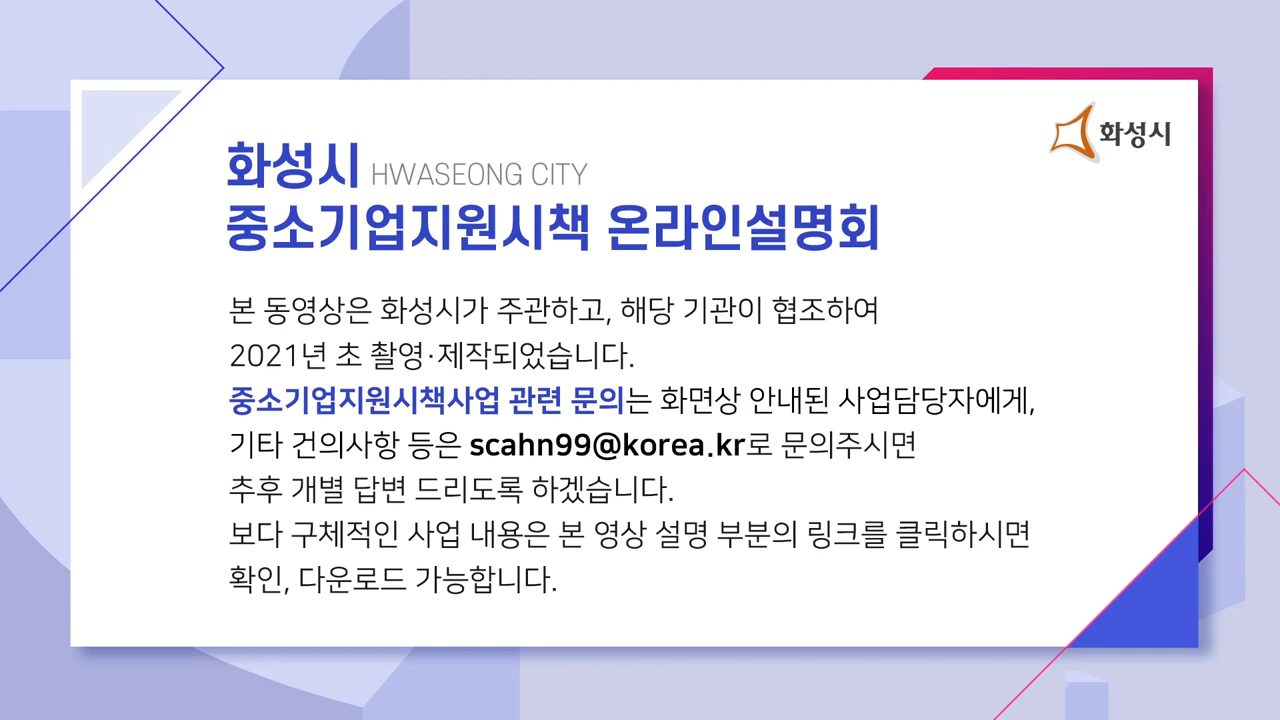 화성시
화성시 HWASEONG CITY
중소기업지원시책 온라인설명회
본 동영상은 화성시가 주관하고, 해당 기관이 협조하여
2021년 초 촬영·제작되었습니다.
중소기업지원시책사업 관련 문의는 화면상 안내된 사업담당자에게,
기타 건의사항 등은 scahn99@korea.kr로 문의주시면
추후 개별 답변 드리도록 하겠습니다.
보다 구체적인 사업 내용은 본 영상 설명 부분의 링크를 클릭하시면
확인, 다운로드 가능합니다.